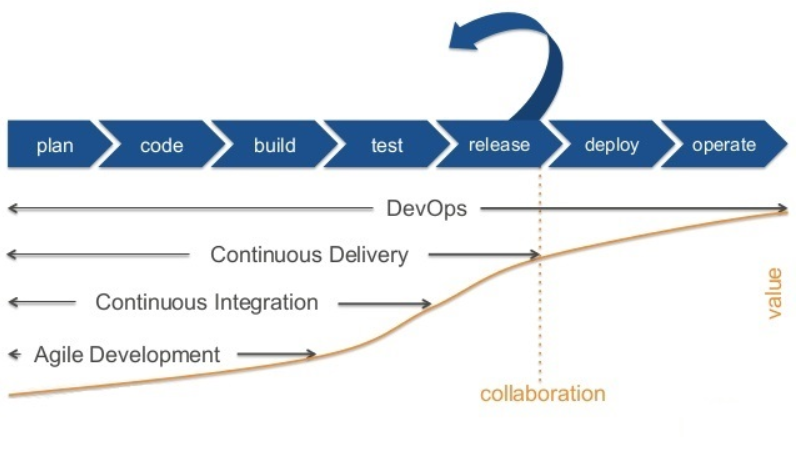 plan code build test release deploy operate
DevOps
Continuous Delivery
Continuous Integration
Agile Development
value
collaboration